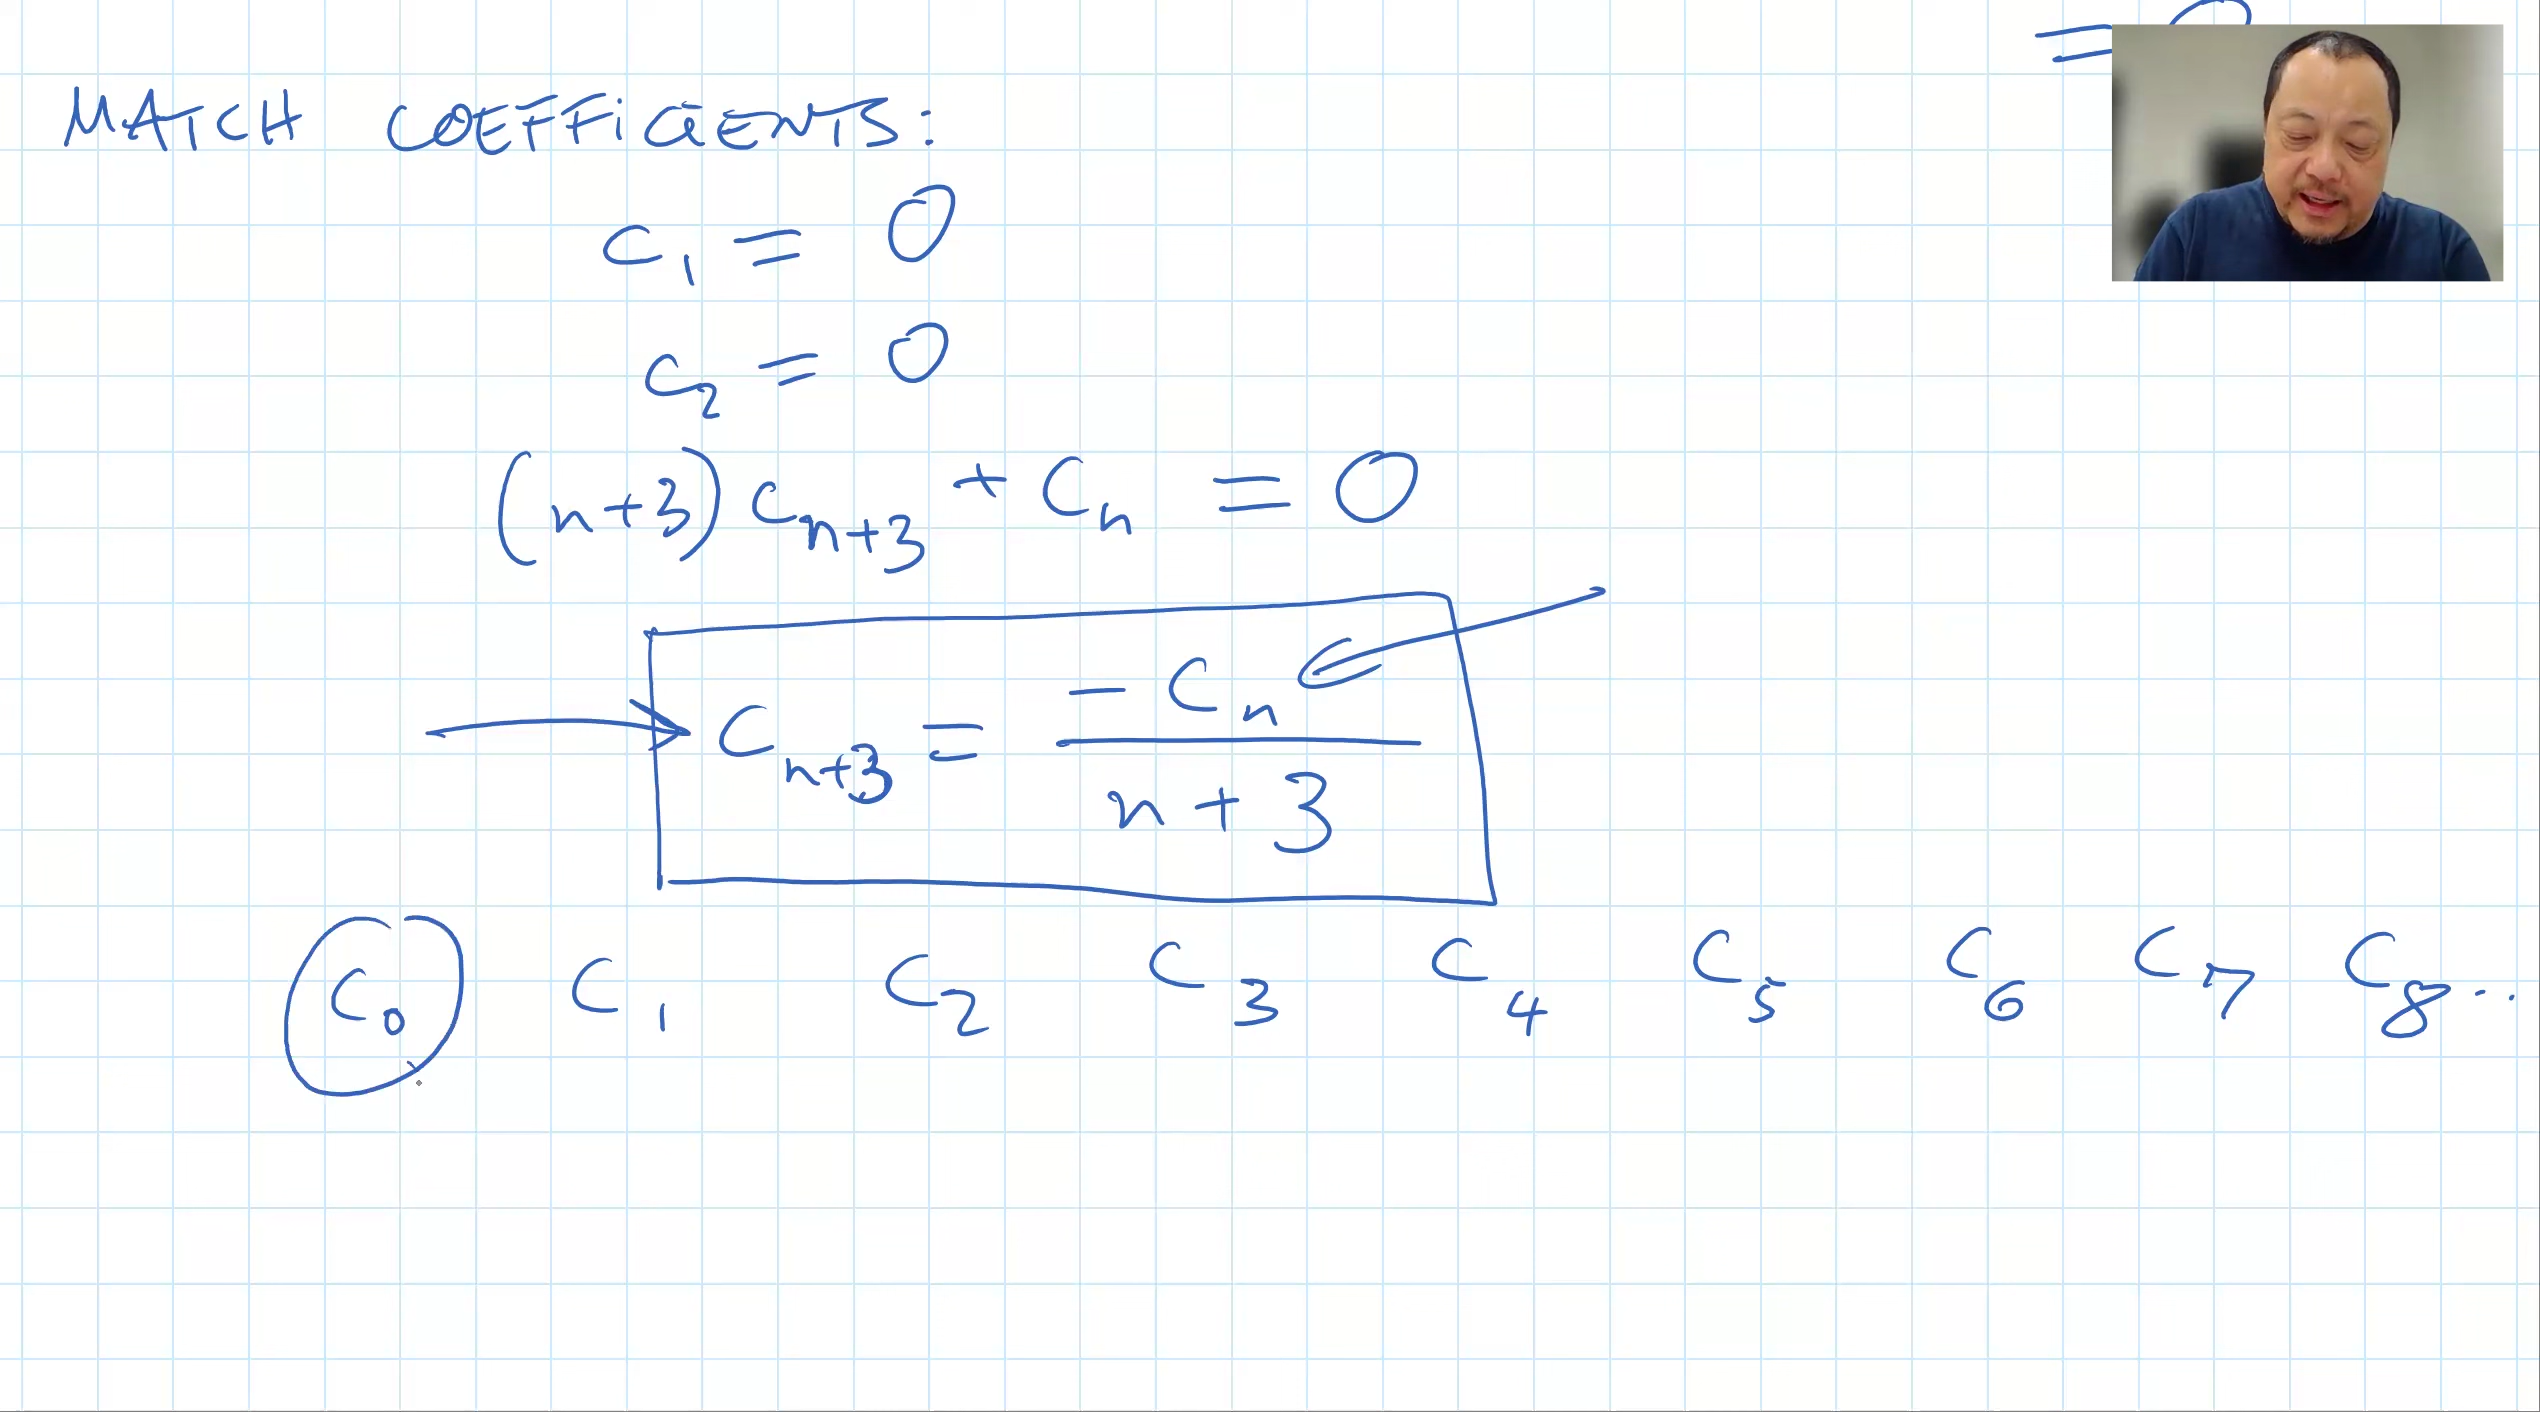 = 0
MATCH COEFFICIENTS:
c₁ = 0
c₂ = 0
(n+3) cₙ₊₃ + cₙ = 0
cₙ₊₃ = -cₙ / n + 3
c₀ c₁ c₂ c₃ c₄ c₅ c₆ c₇ c₈ ..